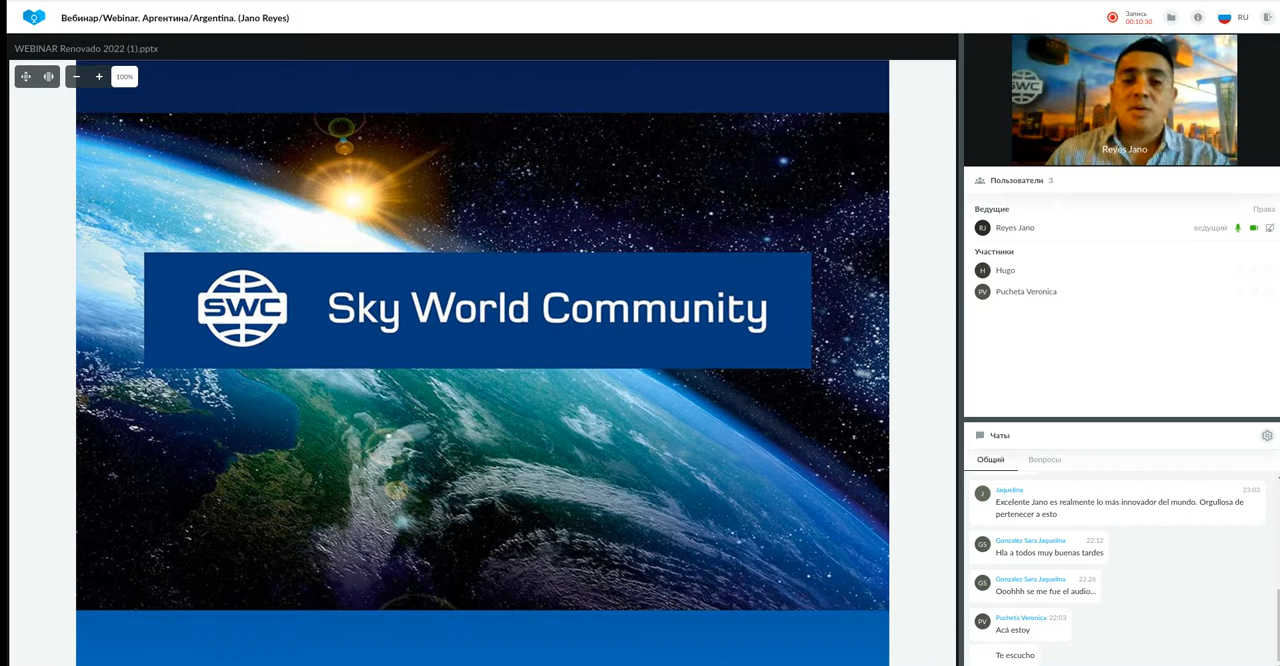 Вебинар/Webinar. Аргентина/Argentina. (Jano Reyes)
Запись
00:10:50
RU
WEBINAR Renovado 2022 (1).pptx
100%
SWC
Sky World Community
SWC
Reyes Jano
Пользователи 3
Ведущие
Права
RJ Reyes Jano ведущий
Участники
H Hugo
PV Pucheta Veronica
Чаты
Общий Вопросы
J Jaquelina 23:03
Excelente Jano es realmente lo más innovador del mundo. Orgullosa de
pertenecer a esto
GS Gonzalez Sara Jaquelina 22:12
Hla a todos muy buenas tardes
GS Gonzalez Sara Jaquelina 22:26
Ooohhh se me fue el audio...
PV Pucheta Veronica 22:03
Acá estoy
Te escucho